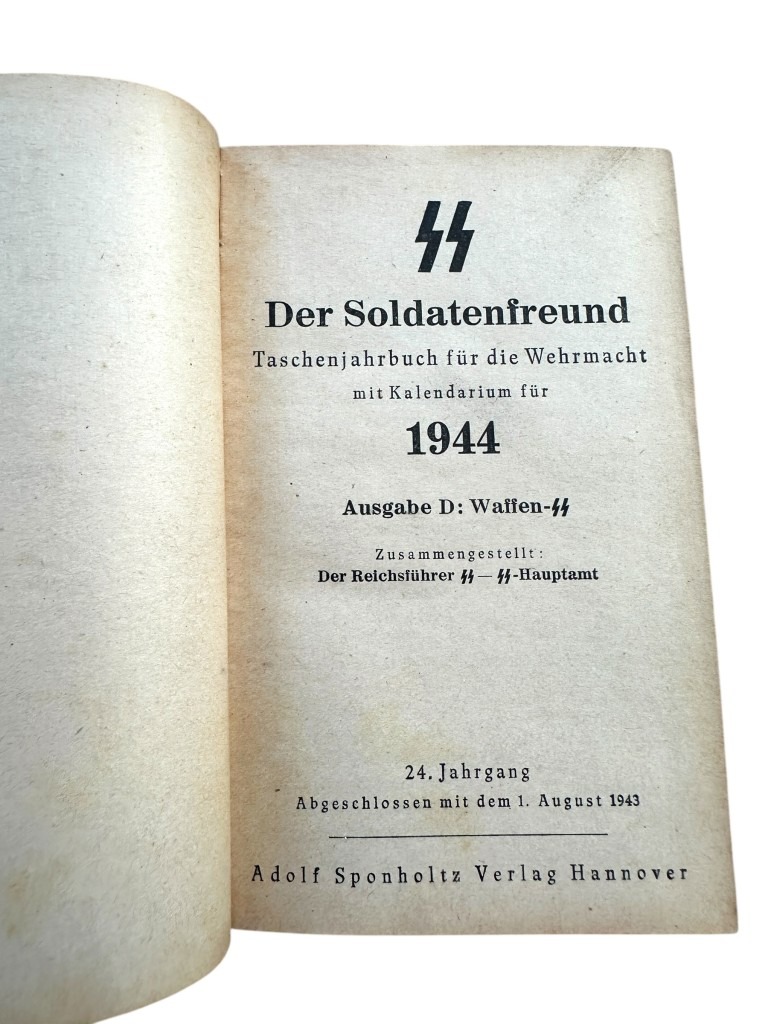 ᛋᛋ
Der Soldatenfreund
Taschenjahrbuch für die Wehrmacht
mit Kalendarium für
1944
Ausgabe D: Waffen-ᛋᛋ
Zusammengestellt:
Der Reichsführer ᛋᛋ — ᛋᛋ-Hauptamt
24. Jahrgang
Abgeschlossen mit dem 1. August 1943
Adolf Sponholtz Verlag Hannover